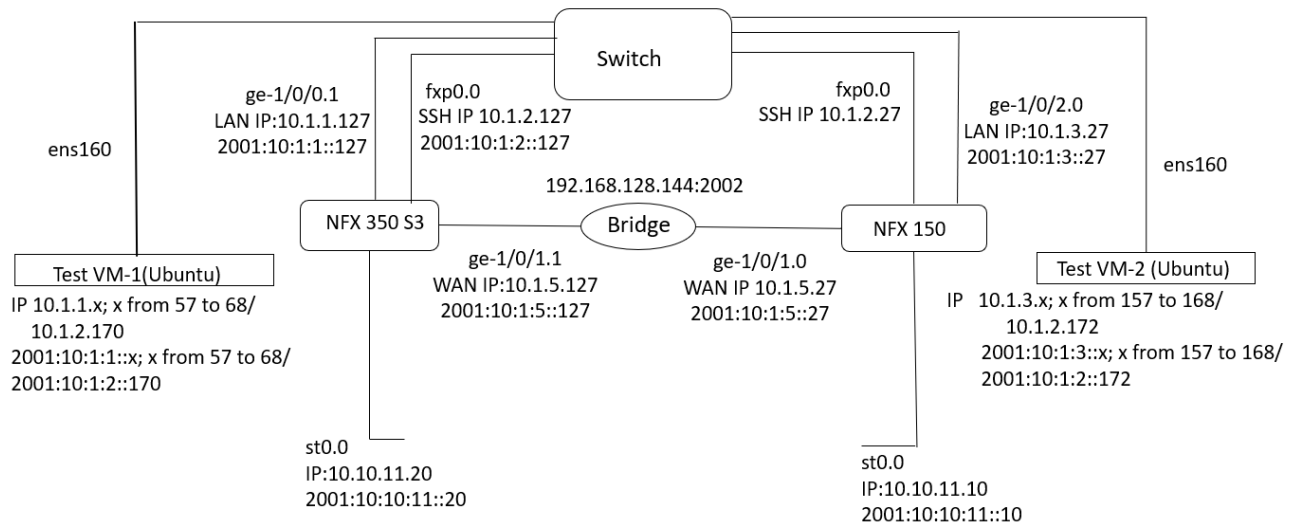 Switch
ge-1/0/0.1
LAN IP:10.1.1.127
2001:10:1:1::127
fxp0.0
SSH IP 10.1.2.127
2001:10:1:2::127
fxp0.0
SSH IP 10.1.2.27
ge-1/0/2.0
LAN IP:10.1.3.27
2001:10:1:3::27
ens160
ens160
192.168.128.144:2002
NFX 350 S3
Bridge
NFX 150
ge-1/0/1.1
WAN IP:10.1.5.127
2001:10:1:5::127
ge-1/0/1.0
WAN IP 10.1.5.27
2001:10:1:5::27
Test VM-1(Ubuntu)
IP 10.1.1.x; x from 57 to 68/
10.1.2.170
2001:10:1:1::x; x from 57 to 68/
2001:10:1:2::170
Test VM-2 (Ubuntu)
IP 10.1.3.x; x from 157 to 168/
10.1.2.172
2001:10:1:3::x; x from 157 to 168/
2001:10:1:2::172
st0.0
IP:10.10.11.20
2001:10:10:11::20
st0.0
IP:10.10.11.10
2001:10:10:11::10